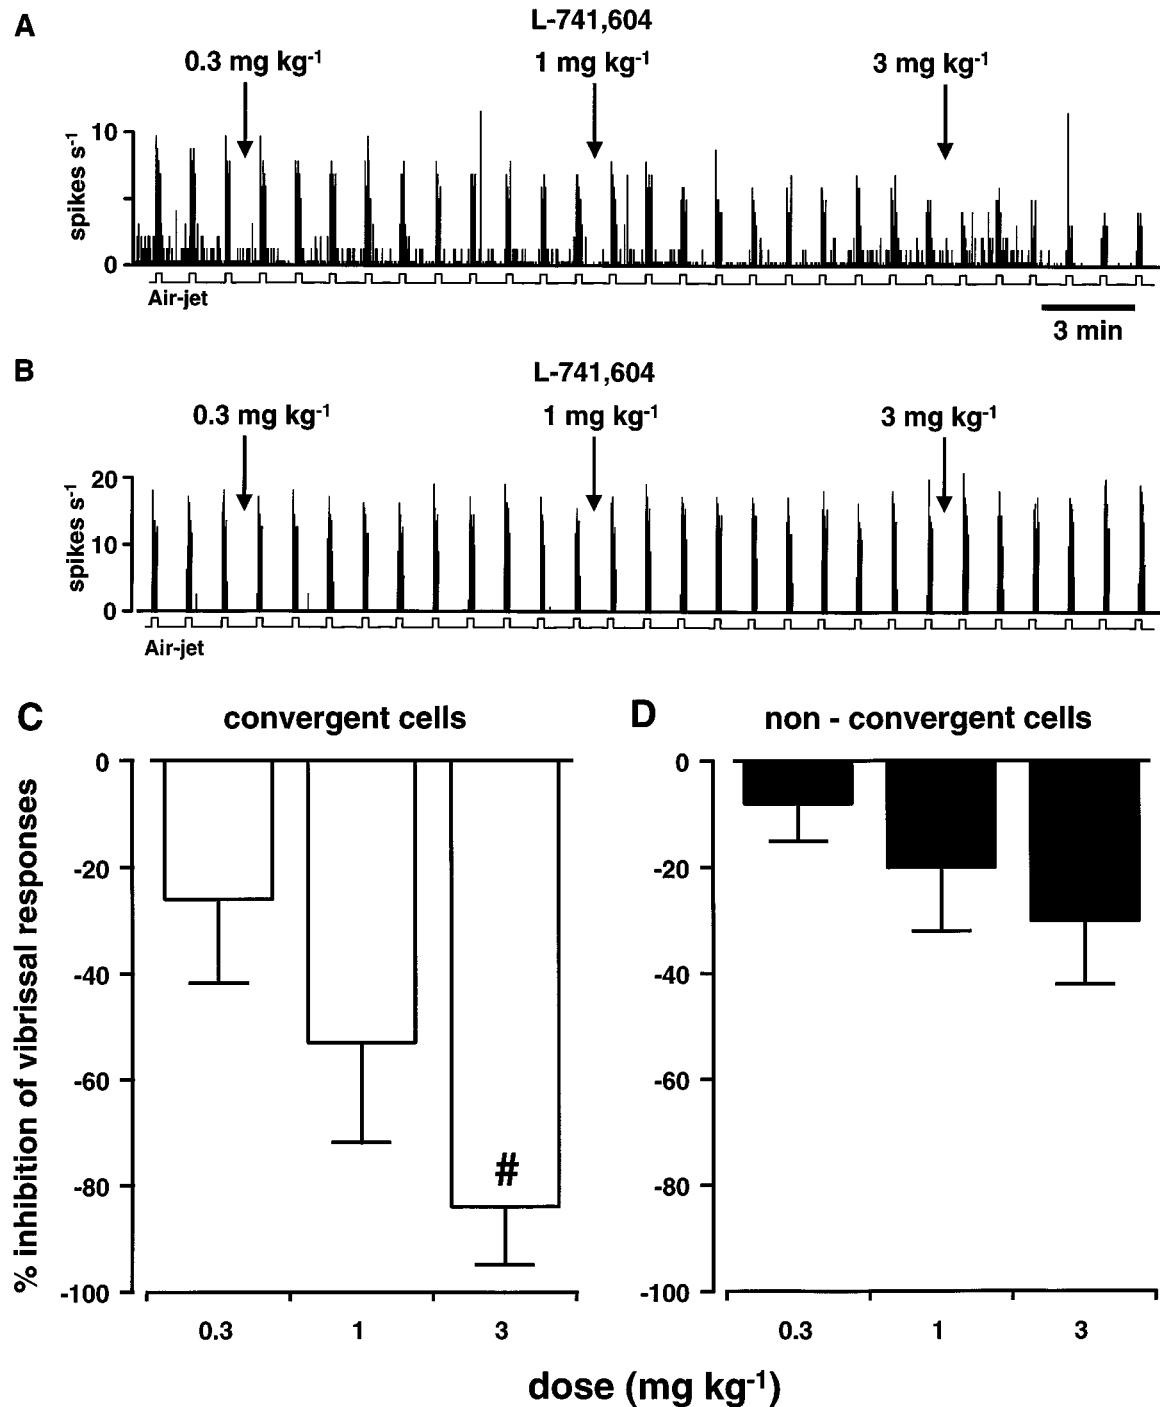 A
L-741,604
0.3 mg kg-1 1 mg kg-1 3 mg kg-1
10
0
spikes s-1
Air-jet
3 min
B
L-741,604
0.3 mg kg-1 1 mg kg-1 3 mg kg-1
20
10
0
spikes s-1
Air-jet
C convergent cells
% inhibition of vibrissal responses
0
-20
-40
-60
-80
-100
#
0.3 1 3
D non - convergent cells
0
-20
-40
-60
-80
-100
0.3 1 3
dose (mg kg-1)